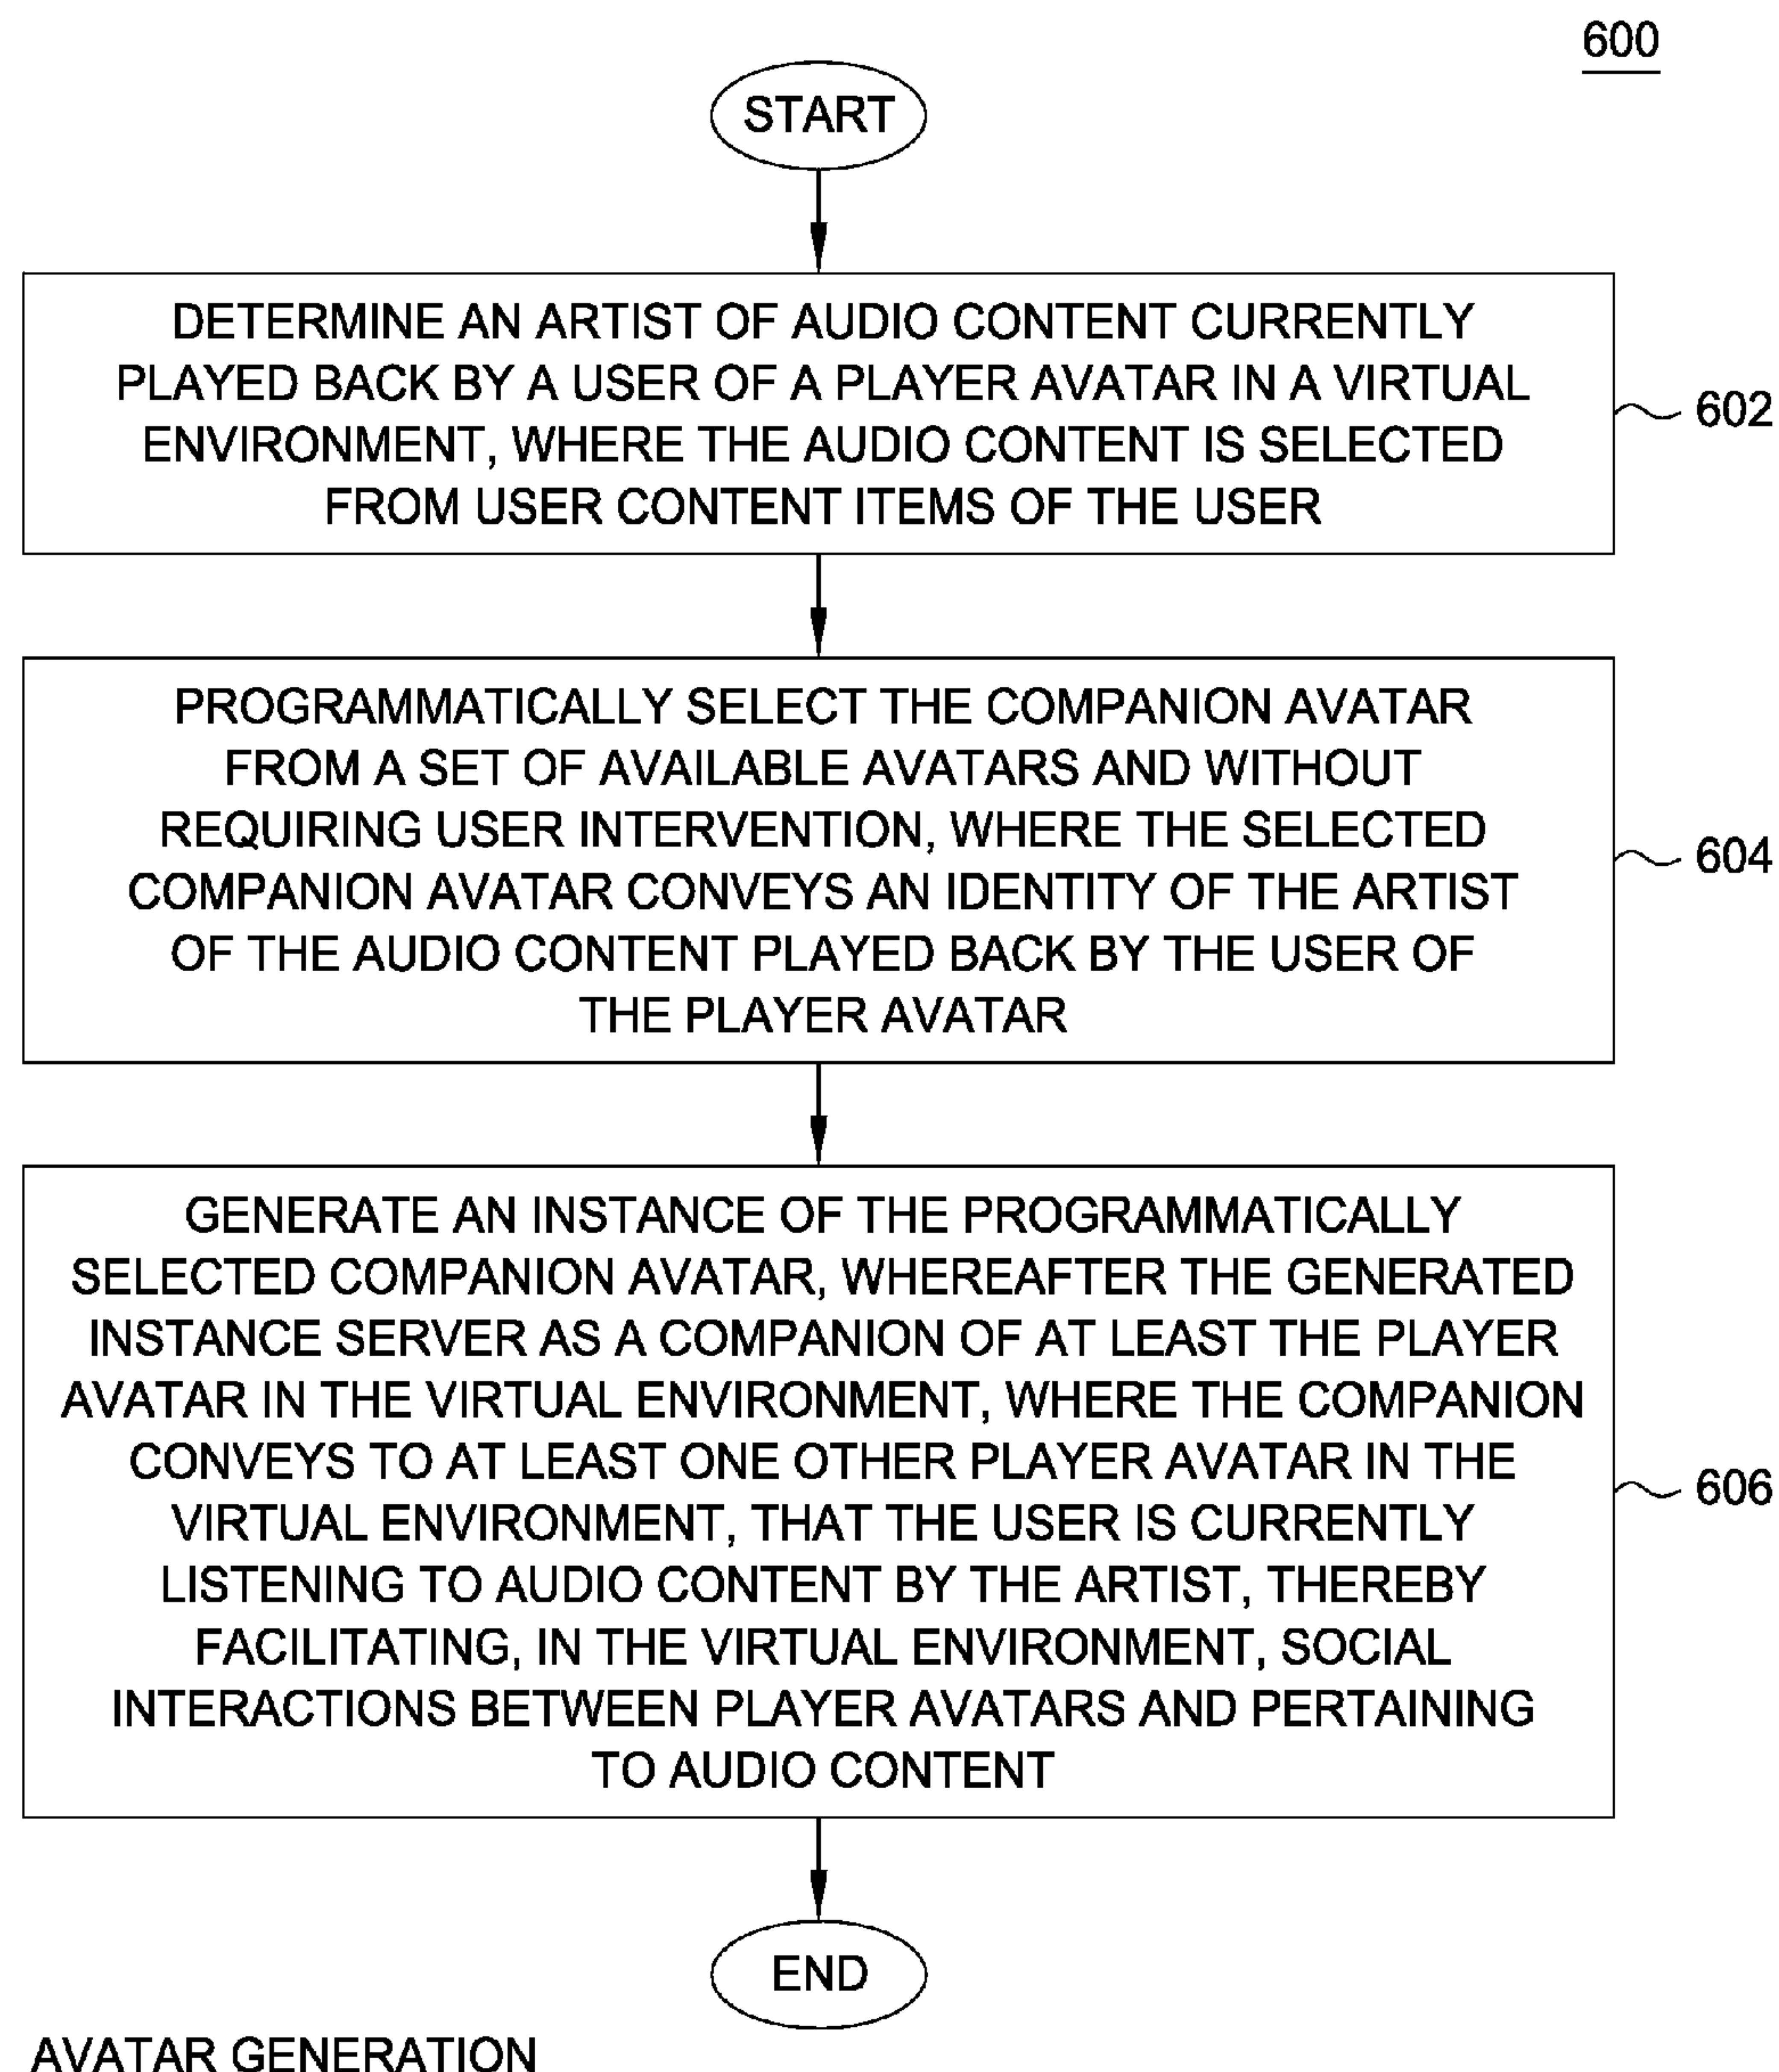 600
START
DETERMINE AN ARTIST OF AUDIO CONTENT CURRENTLY
PLAYED BACK BY A USER OF A PLAYER AVATAR IN A VIRTUAL
ENVIRONMENT, WHERE THE AUDIO CONTENT IS SELECTED
FROM USER CONTENT ITEMS OF THE USER
602
PROGRAMMATICALLY SELECT THE COMPANION AVATAR
FROM A SET OF AVAILABLE AVATARS AND WITHOUT
REQUIRING USER INTERVENTION, WHERE THE SELECTED
COMPANION AVATAR CONVEYS AN IDENTITY OF THE ARTIST
OF THE AUDIO CONTENT PLAYED BACK BY THE USER OF
THE PLAYER AVATAR
604
GENERATE AN INSTANCE OF THE PROGRAMMATICALLY
SELECTED COMPANION AVATAR, WHEREAFTER THE GENERATED
INSTANCE SERVER AS A COMPANION OF AT LEAST THE PLAYER
AVATAR IN THE VIRTUAL ENVIRONMENT, WHERE THE COMPANION
CONVEYS TO AT LEAST ONE OTHER PLAYER AVATAR IN THE
VIRTUAL ENVIRONMENT, THAT THE USER IS CURRENTLY
LISTENING TO AUDIO CONTENT BY THE ARTIST, THEREBY
FACILITATING, IN THE VIRTUAL ENVIRONMENT, SOCIAL
INTERACTIONS BETWEEN PLAYER AVATARS AND PERTAINING
TO AUDIO CONTENT
606
END
AVATAR GENERATION